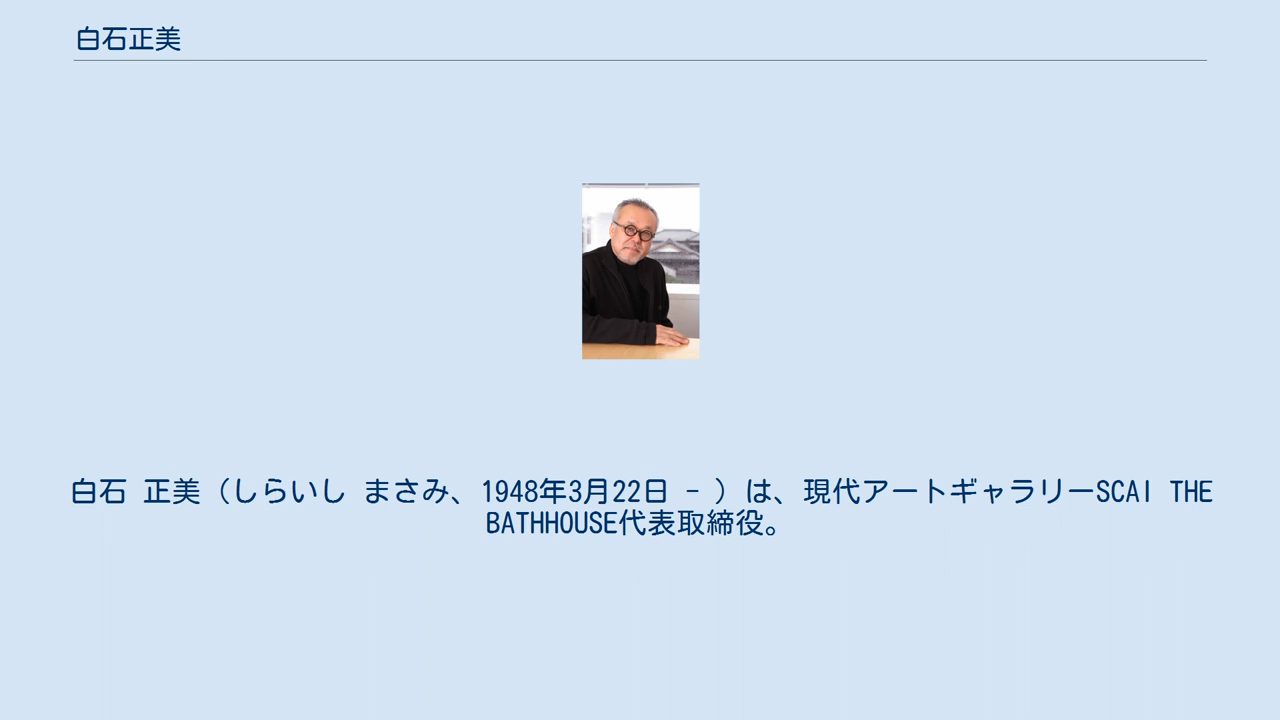 白石正美
白石 正美（しらいし まさみ、1948年3月22日 - ）は、現代アートギャラリーSCAI THE
BATHHOUSE代表取締役。